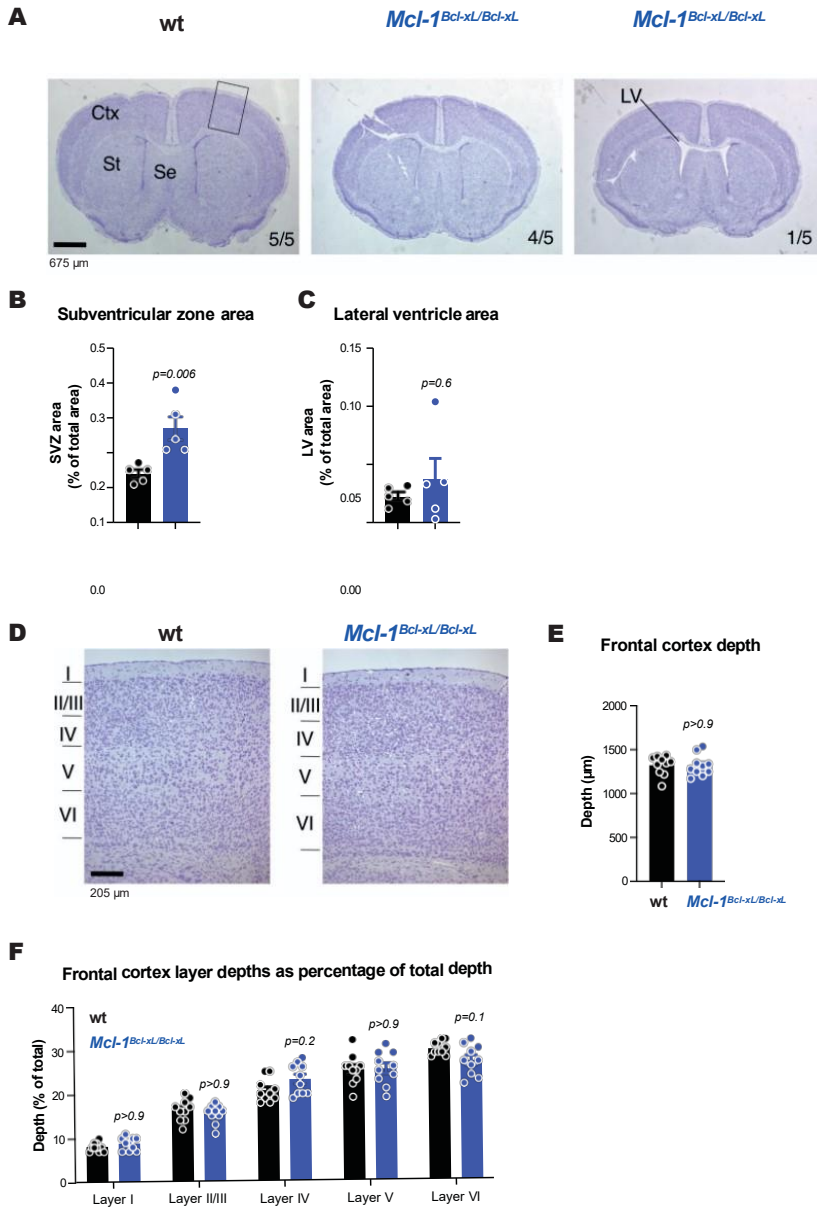 A
wt
Mcl-1Bcl-xL/Bcl-xL
Mcl-1Bcl-xL/Bcl-xL
Ctx
St
Se
5/5
675 µm
4/5
LV
1/5
B
Subventricular zone area
SVZ area
(% of total area)
0.5
0.4
0.3
0.2
0.1
0.0
p=0.006
C
Lateral ventricle area
LV area
(% of total area)
0.15
0.10
0.05
0.00
p=0.6
D
wt
Mcl-1Bcl-xL/Bcl-xL
I
II/III
IV
V
VI
205 µm
I
II/III
IV
V
VI
E
Frontal cortex depth
Depth (µm)
2000
1500
1000
500
0
p>0.9
wt
Mcl-1Bcl-xL/Bcl-xL
F
Frontal cortex layer depths as percentage of total depth
Depth (% of total)
40
30
20
10
0
wt
Mcl-1Bcl-xL/Bcl-xL
p>0.9
p>0.9
p=0.2
p>0.9
p=0.1
Layer I
Layer II/III
Layer IV
Layer V
Layer VI